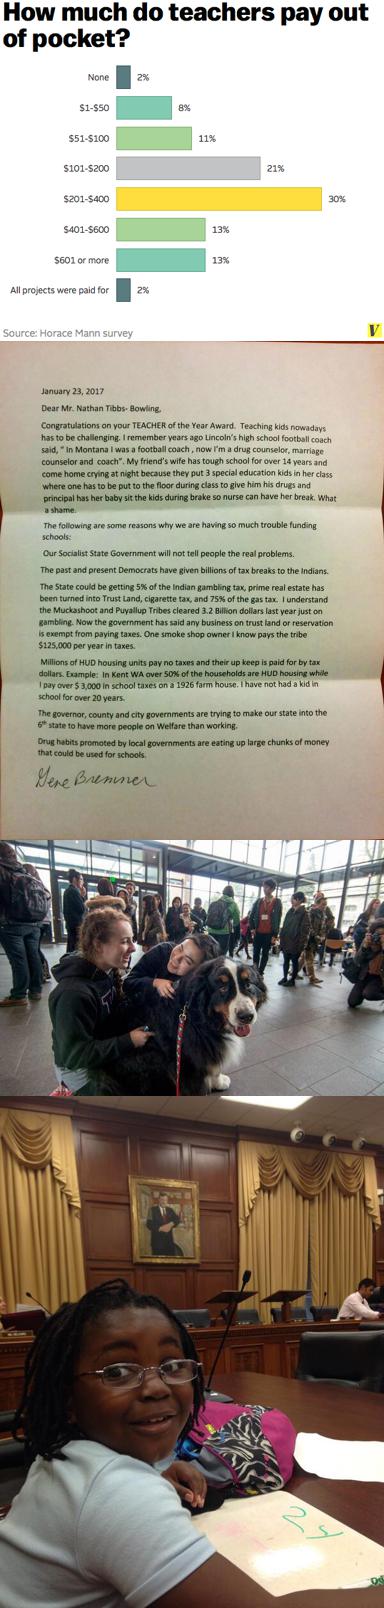 How much do teachers pay out
of pocket?
None 2%
$1-$50 8%
$51-$100 11%
$101-$200 21%
$201-$400 30%
$401-$600 13%
$601 or more 13%
All projects were paid for 2%
Source: Horace Mann survey
V
January 23, 2017
Dear Mr. Nathan Tibbs- Bowling,
Congratulations on your TEACHER of the Year Award. Teaching kids nowadays
has to be challenging. I remember years ago Lincoln's high school football coach
said, " In Montana I was a football coach , now I'm a drug counselor, marriage
counselor and coach". My friend's wife has tough school for over 14 years and
come home crying at night because they put 3 special education kids in her class
where one has to be put to the floor during class to give him his drugs and
principal has her baby sit the kids during brake so nurse can have her break. What
a shame.
The following are some reasons why we are having so much trouble funding
schools:
Our Socialist State Government will not tell people the real problems.
The past and present Democrats have given billions of tax breaks to the Indians.
The State could be getting 5% of the Indian gambling tax, prime real estate has
been turned into Trust Land, cigarette tax, and 75% of the gas tax. I understand
the Muckashoot and Puyallup Tribes cleared 3.2 Billion dollars last year just on
gambling. Now the government has said any business on trust land or reservation
is exempt from paying taxes. One smoke shop owner I know pays the tribe
$125,000 per year in taxes.
Millions of HUD housing units pay no taxes and their up keep is paid for by tax
dollars. Example: In Kent WA over 50% of the households are HUD housing while
I pay over $ 3,000 in school taxes on a 1926 farm house. I have not had a kid in
school for over 20 years.
The governor, county and city governments are trying to make our state into the
6th state to have more people on Welfare than working.
Drug habits promoted by local governments are eating up large chunks of money
that could be used for schools.
Gene Bremner